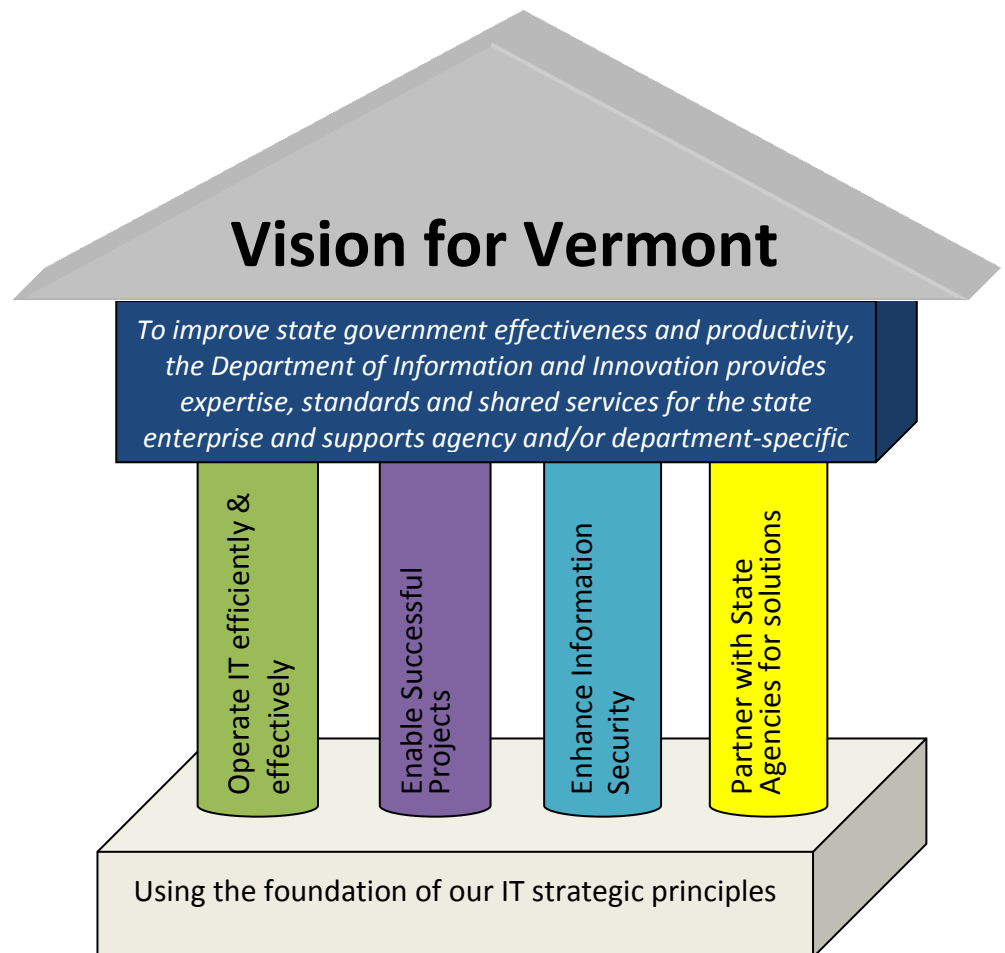 Vision for Vermont
To improve state government effectiveness and productivity,
the Department of Information and Innovation provides
expertise, standards and shared services for the state
enterprise and supports agency and/or department-specific
Operate IT efficiently &
effectively
Enable Successful
Projects
Enhance Information
Security
Partner with State
Agencies for solutions
Using the foundation of our IT strategic principles